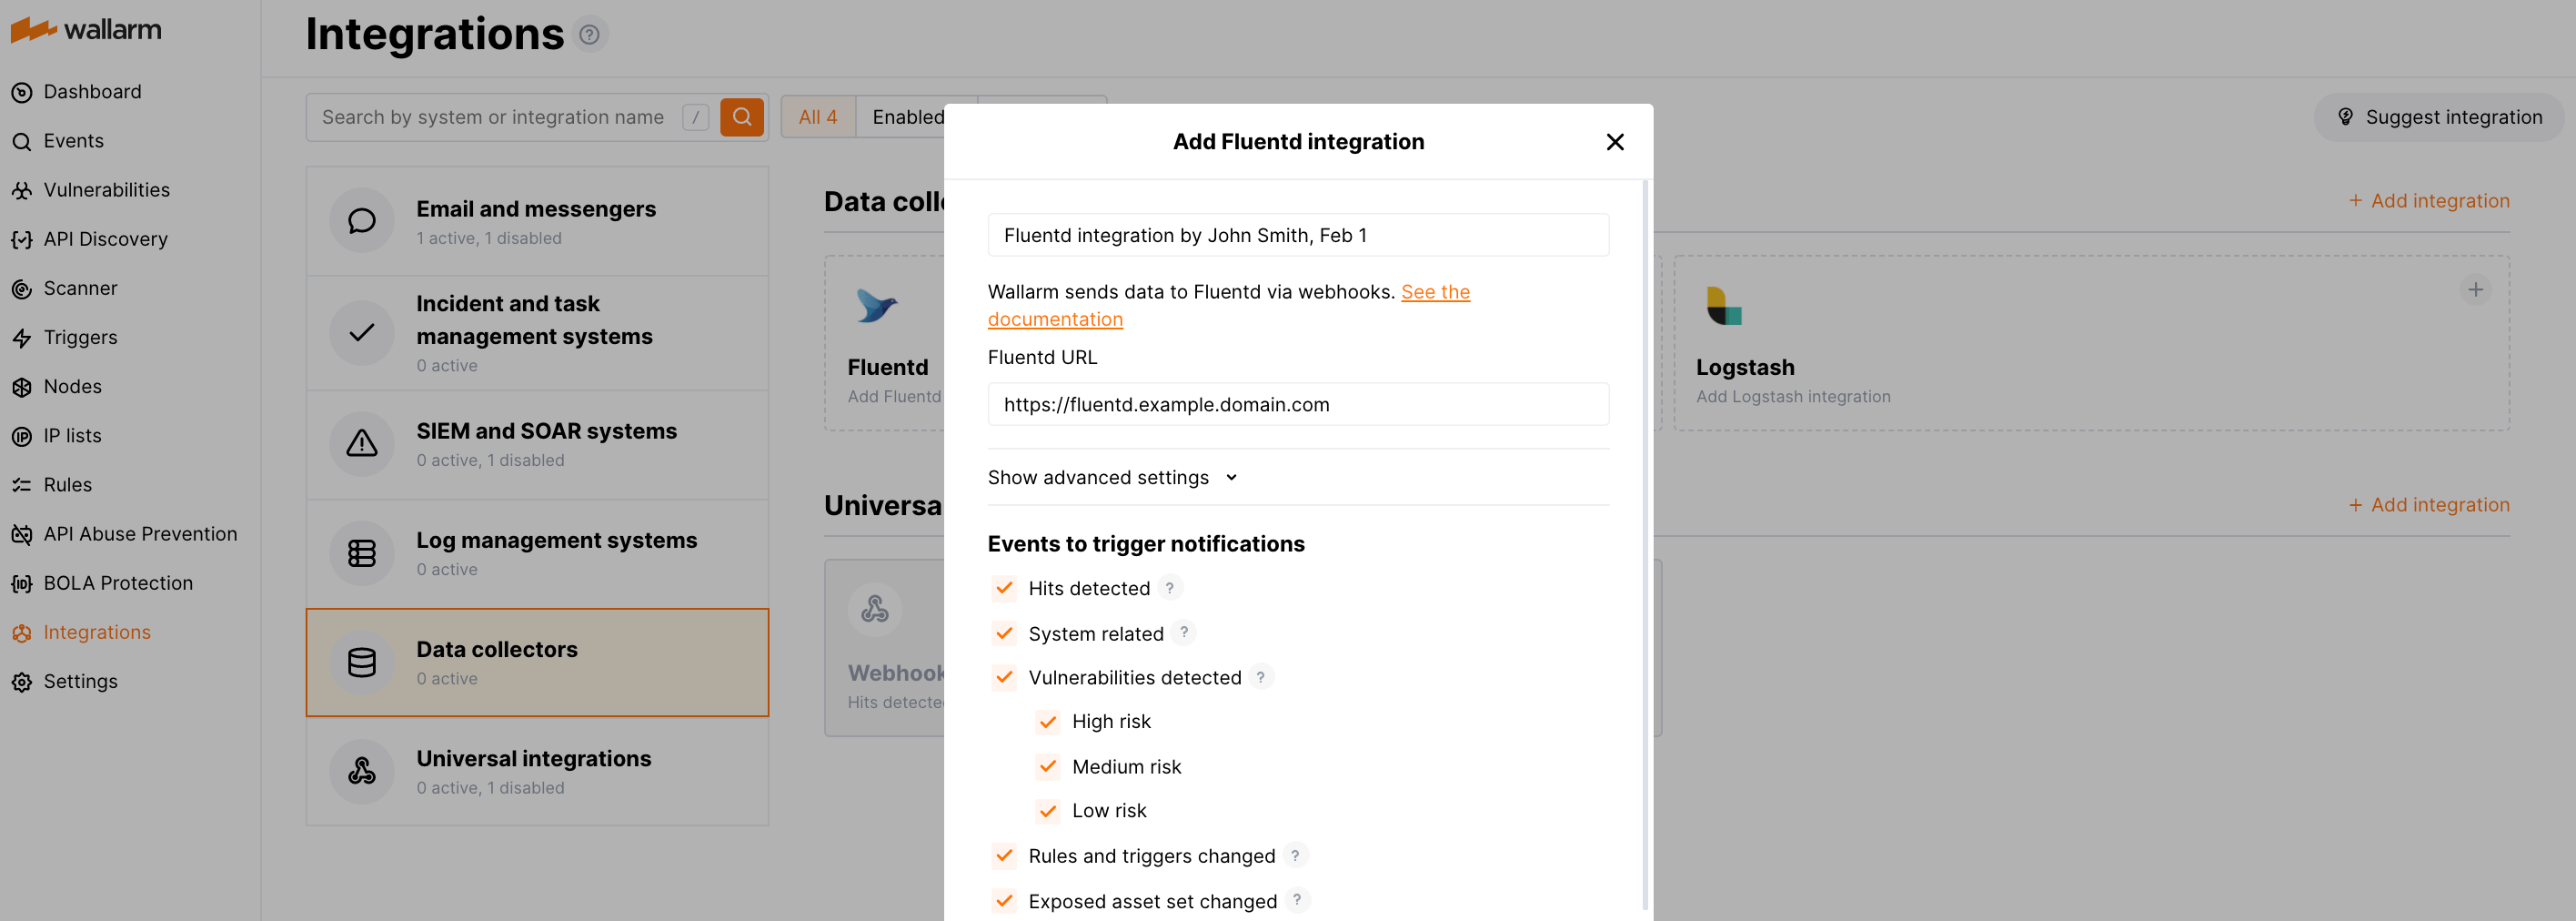 wallarm
Dashboard
Events
Vulnerabilities
API Discovery
Scanner
Triggers
Nodes
IP lists
Rules
API Abuse Prevention
BOLA Protection
Integrations
Settings
Integrations ?
Search by system or integration name /
All 4 Enabled
Suggest integration
Email and messengers
1 active, 1 disabled
Incident and task
management systems
0 active
SIEM and SOAR systems
0 active, 1 disabled
Log management systems
0 active
Data collectors
0 active
Universal integrations
0 active, 1 disabled
Data coll
+ Add integration
Fluentd
Add Fluentd
Logstash
Add Logstash integration
Universa
+ Add integration
Webhook
Hits detecte
Add Fluentd integration
Fluentd integration by John Smith, Feb 1
Wallarm sends data to Fluentd via webhooks. See the
documentation
Fluentd URL
https://fluentd.example.domain.com
Show advanced settings
Events to trigger notifications
Hits detected ?
System related ?
Vulnerabilities detected ?
High risk
Medium risk
Low risk
Rules and triggers changed ?
Exposed asset set changed ?